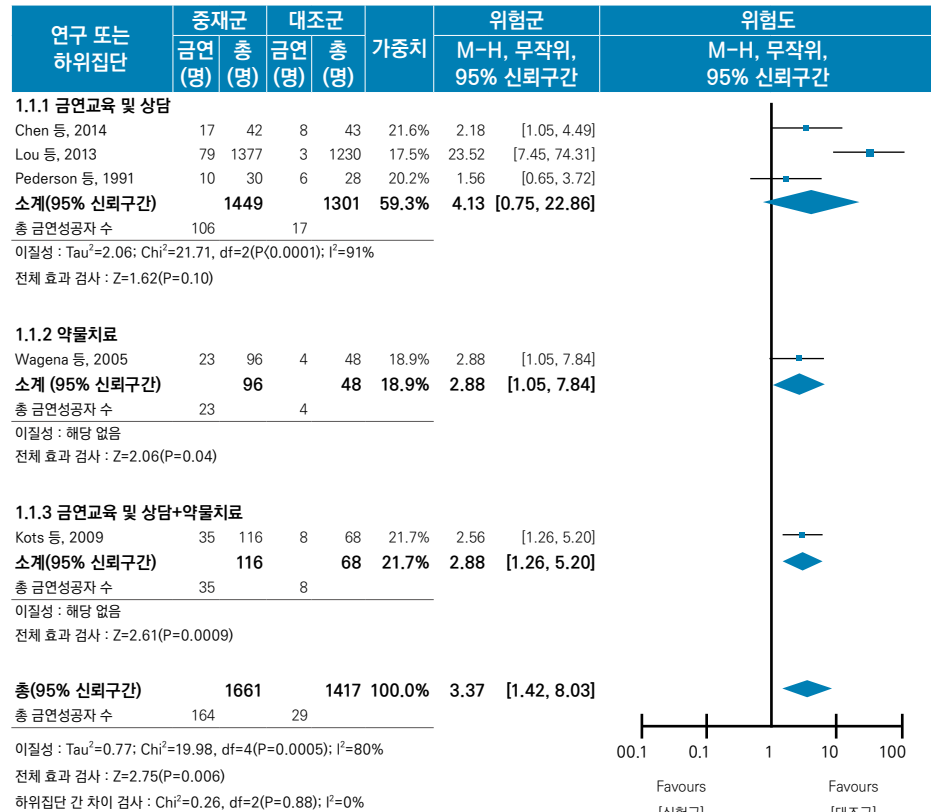 연구 또는 하위집단 중재군 대조군 가중치 위험군 위험도
금연(명) 총(명) 금연(명) 총(명) M-H, 무작위, 95% 신뢰구간 M-H, 무작위, 95% 신뢰구간
1.1.1 금연교육 및 상담
Chen 등, 2014 17 42 8 43 21.6% 2.18 [1.05, 4.49]
Lou 등, 2013 79 1377 3 1230 17.5% 23.52 [7.45, 74.31]
Pederson 등, 1991 10 30 6 28 20.2% 1.56 [0.65, 3.72]
소계(95% 신뢰구간) 1449 1301 59.3% 4.13 [0.75, 22.86]
총 금연성공자 수 106 17
이질성 : Tau²=2.06; Chi²=21.71, df=2(P<0.0001); I²=91%
전체 효과 검사 : Z=1.62(P=0.10)
1.1.2 약물치료
Wagena 등, 2005 23 96 4 48 18.9% 2.88 [1.05, 7.84]
소계 (95% 신뢰구간) 96 48 18.9% 2.88 [1.05, 7.84]
총 금연성공자 수 23 4
이질성 : 해당 없음
전체 효과 검사 : Z=2.06(P=0.04)
1.1.3 금연교육 및 상담+약물치료
Kots 등, 2009 35 116 8 68 21.7% 2.56 [1.26, 5.20]
소계(95% 신뢰구간) 116 68 21.7% 2.88 [1.26, 5.20]
총 금연성공자 수 35 8
이질성 : 해당 없음
전체 효과 검사 : Z=2.61(P=0.0009)
총(95% 신뢰구간) 1661 1417 100.0% 3.37 [1.42, 8.03]
총 금연성공자 수 164 29
이질성 : Tau²=0.77; Chi²=19.98, df=4(P=0.0005); I²=80%
전체 효과 검사 : Z=2.75(P=0.006)
하위집단 간 차이 검사 : Chi²=0.26, df=2(P=0.88); I²=0%
00.1 0.1 1 10 100
Favours Favours